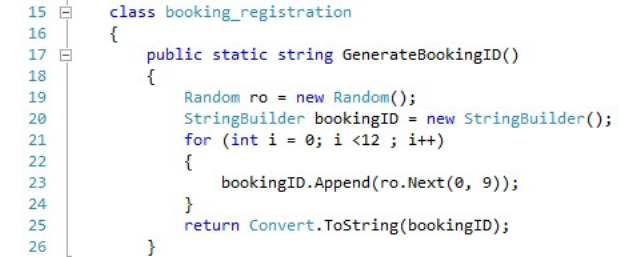 15 class booking_registration
16 {
17 public static string GenerateBookingID()
18 {
19 Random ro = new Random();
20 StringBuilder bookingID = new StringBuilder();
21 for (int i = 0; i <12 ; i++)
22 {
23 bookingID.Append(ro.Next(0, 9));
24 }
25 return Convert.ToString(bookingID);
26 }